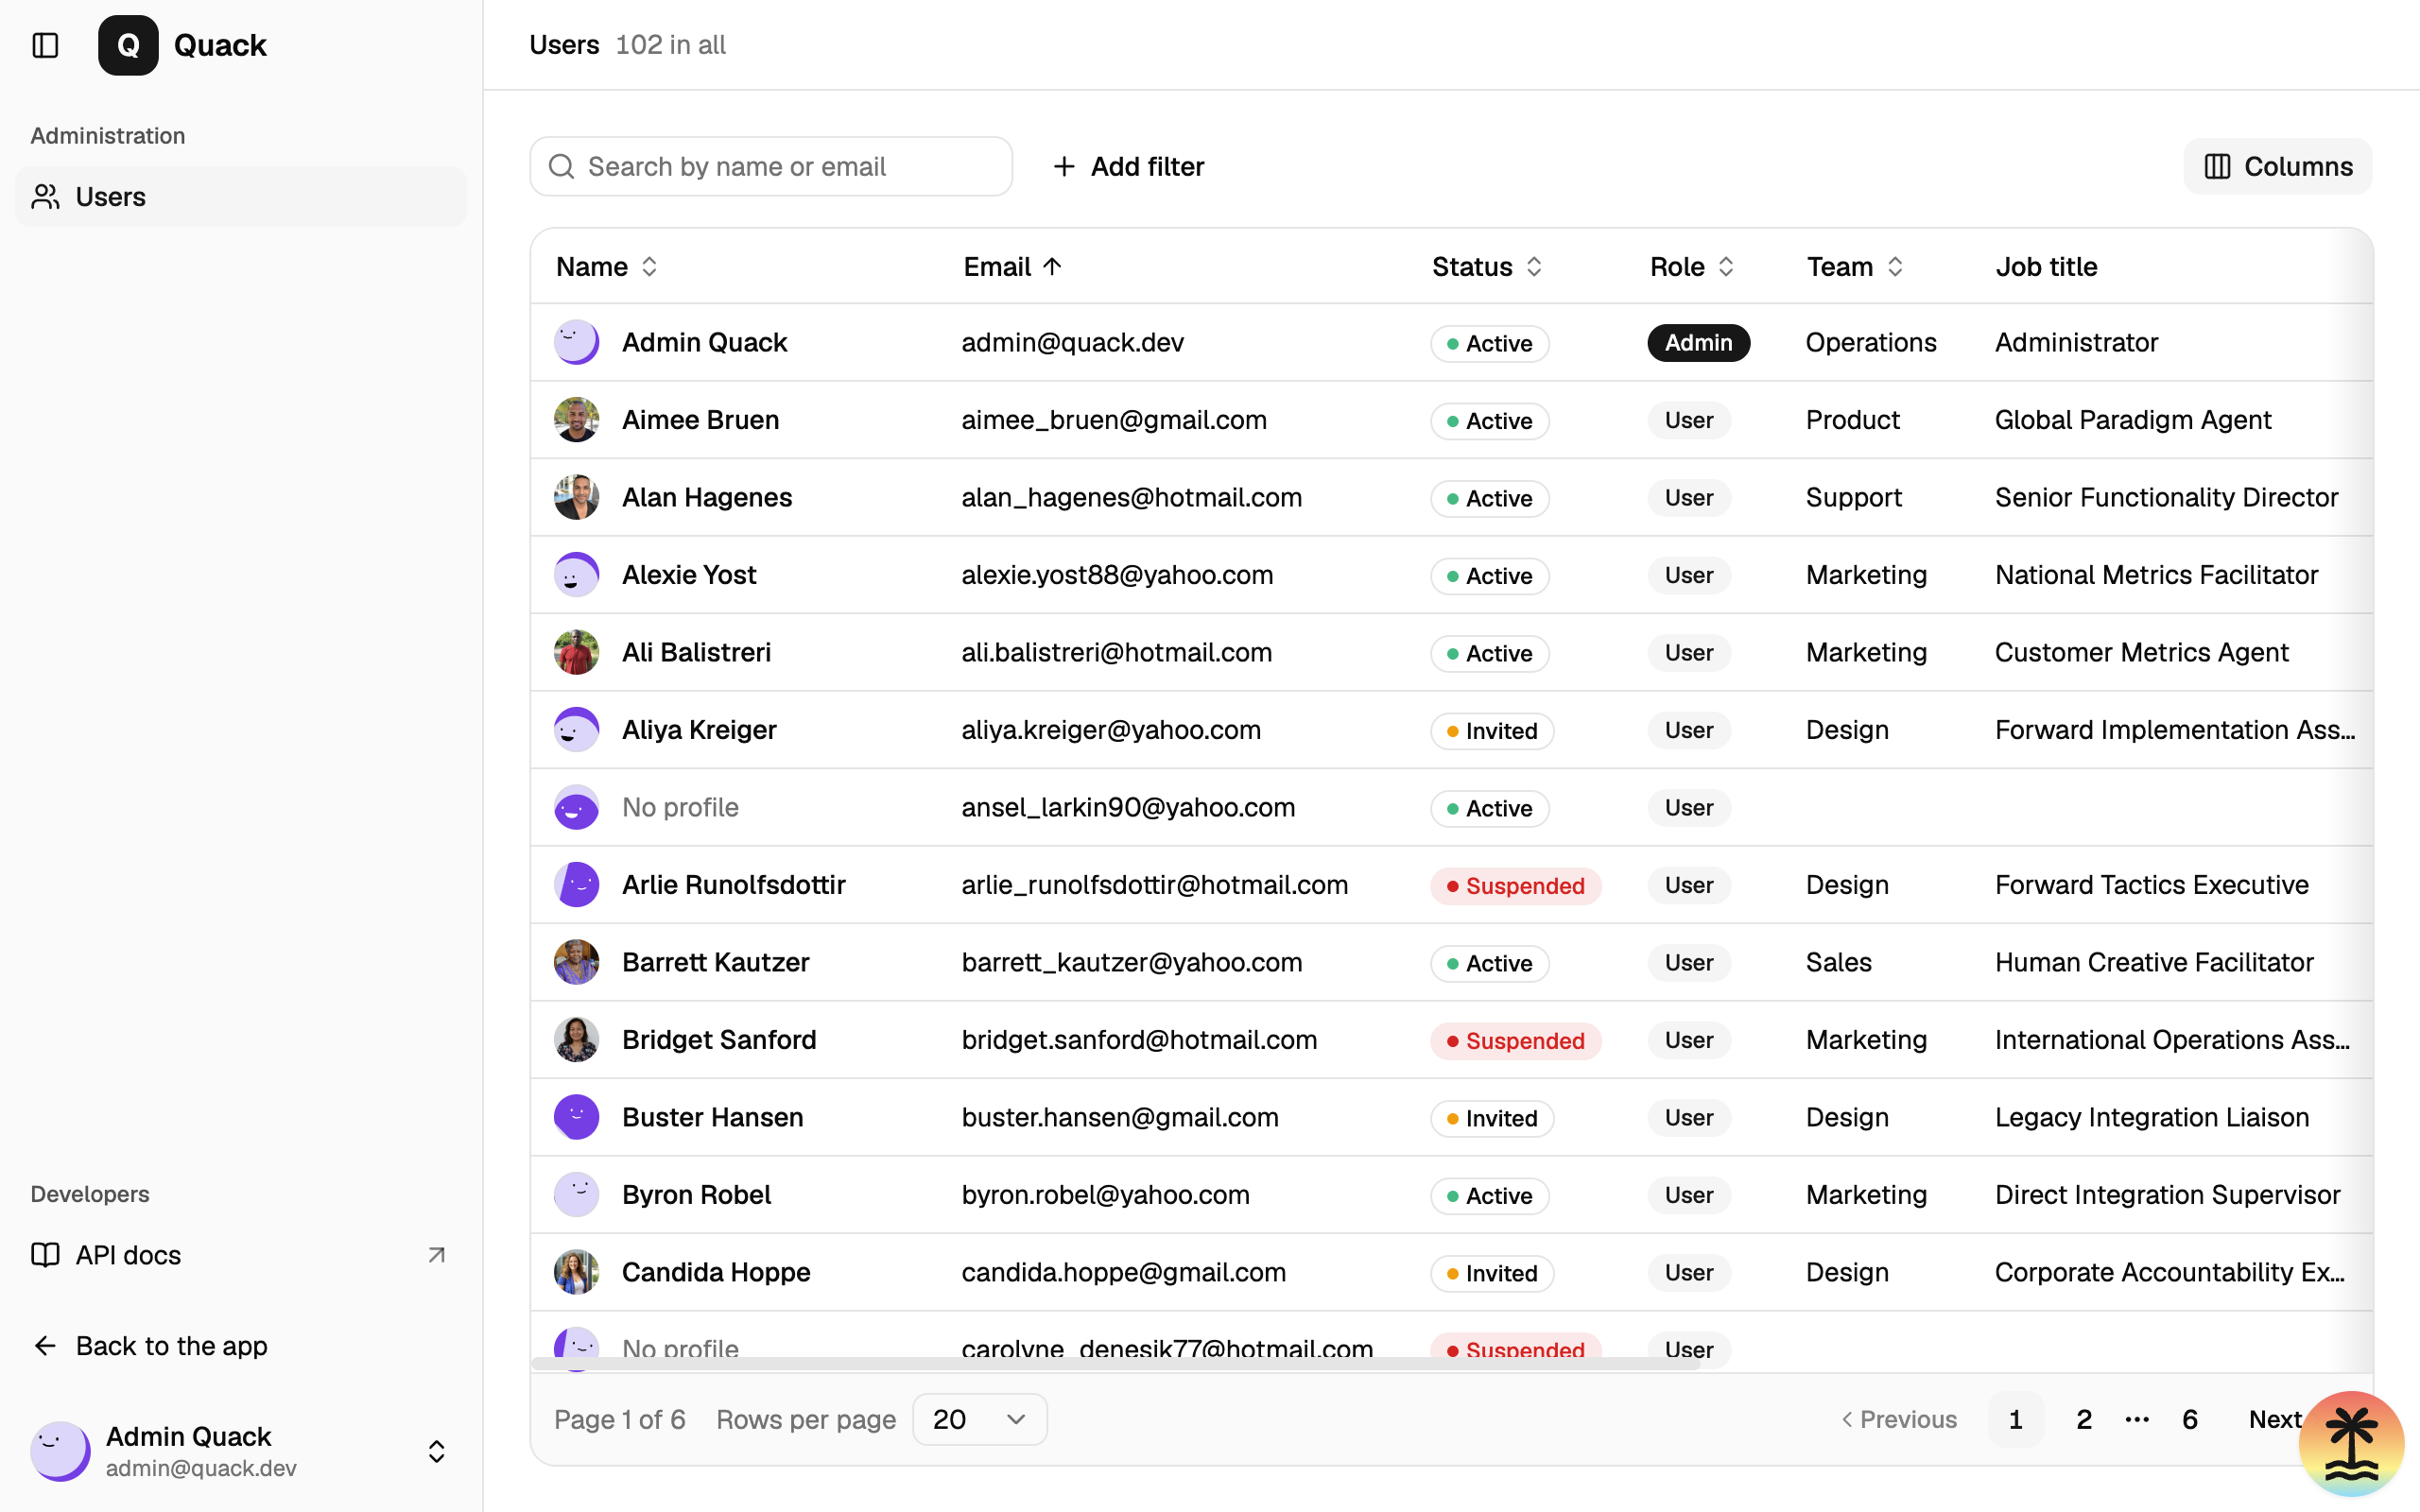 Q Quack
Administration
Users
Developers
API docs
Back to the app
Admin Quack
admin@quack.dev
Users 102 in all
Search by name or email
Add filter
Columns
Name Email Status Role Team Job title
Admin Quack admin@quack.dev Active Admin Operations Administrator
Aimee Bruen aimee_bruen@gmail.com Active User Product Global Paradigm Agent
Alan Hagenes alan_hagenes@hotmail.com Active User Support Senior Functionality Director
Alexie Yost alexie.yost88@yahoo.com Active User Marketing National Metrics Facilitator
Ali Balistreri ali.balistreri@hotmail.com Active User Marketing Customer Metrics Agent
Aliya Kreiger aliya.kreiger@yahoo.com Invited User Design Forward Implementation Ass...
No profile ansel_larkin90@yahoo.com Active User
Arlie Runolfsdottir arlie_runolfsdottir@hotmail.com Suspended User Design Forward Tactics Executive
Barrett Kautzer barrett_kautzer@yahoo.com Active User Sales Human Creative Facilitator
Bridget Sanford bridget.sanford@hotmail.com Suspended User Marketing International Operations Ass...
Buster Hansen buster.hansen@gmail.com Invited User Design Legacy Integration Liaison
Byron Robel byron.robel@yahoo.com Active User Marketing Direct Integration Supervisor
Candida Hoppe candida.hoppe@gmail.com Invited User Design Corporate Accountability Ex...
No profile carolyne_denesik77@hotmail.com Suspended User
Page 1 of 6 Rows per page 20 Previous 1 2 ... 6 Next